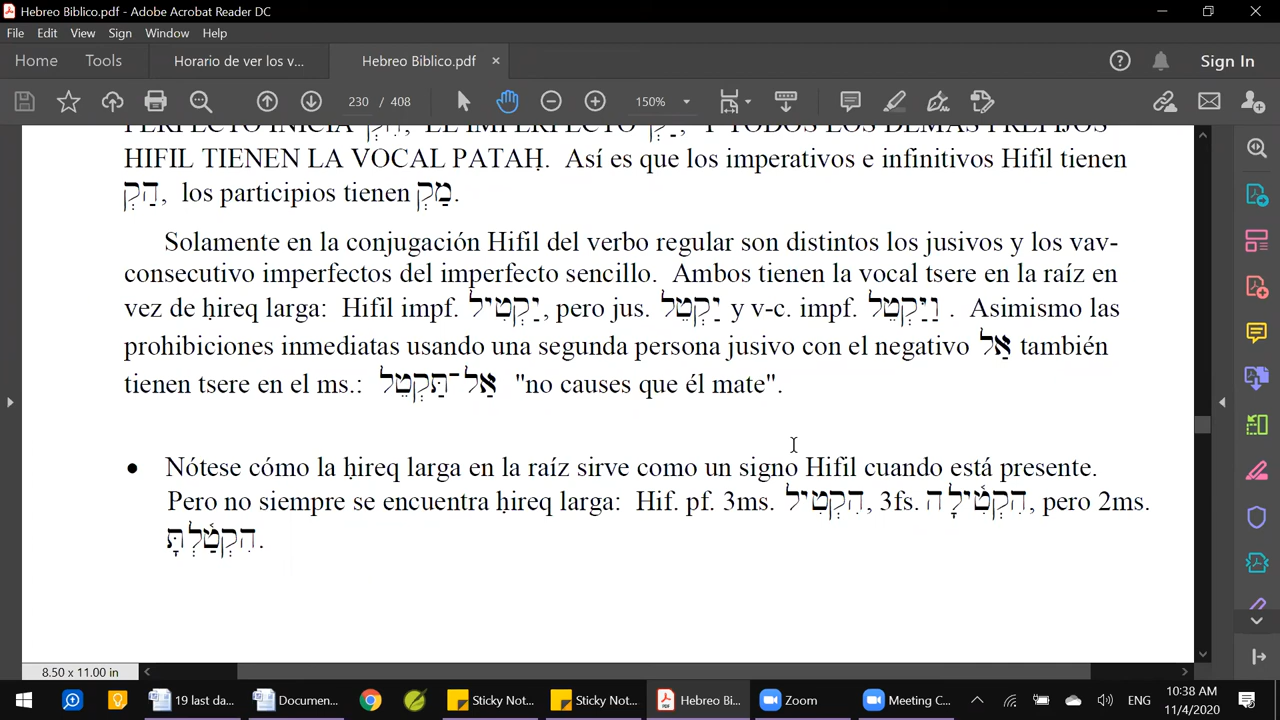 Hebreo Biblico.pdf - Adobe Acrobat Reader DC
File Edit View Sign Window Help
Home Tools Horario de ver los v... Hebreo Biblico.pdf × Sign In
230 / 408 150%
PERFECTO INICIA הִקְ, EL IMPERFECTO יַקְ, Y TODOS LOS DEMÁS PREFIJOS
HIFIL TIENEN LA VOCAL PATAḤ. Así es que los imperativos e infinitivos Hifil tienen
הַקְ, los participios tienen מַקְ.
Solamente en la conjugación Hifil del verbo regular son distintos los jusivos y los vav-
consecutivo imperfectos del imperfecto sencillo. Ambos tienen la vocal tsere en la raíz en
vez de ḥireq larga: Hifil impf. יַקְטִיל, pero jus. יַקְטֵל y v-c. impf. וַיַּקְטֵל . Asimismo las
prohibiciones inmediatas usando una segunda persona jusivo con el negativo אַל también
tienen tsere en el ms.: אַל־תַּקְטֵל "no causes que él mate".
• Nótese cómo la ḥireq larga en la raíz sirve como un signo Hifil cuando está presente.
Pero no siempre se encuentra ḥireq larga: Hif. pf. 3ms. הִקְטִיל, 3fs. הִקְטִ֫ילָה, pero 2ms.
הִקְטַ֫לְתָּ.
8.50 x 11.00 in
19 last da... Documen... Sticky Not... Sticky Not... Hebreo Bi... Zoom Meeting C... ENG 10:38 AM
11/4/2020